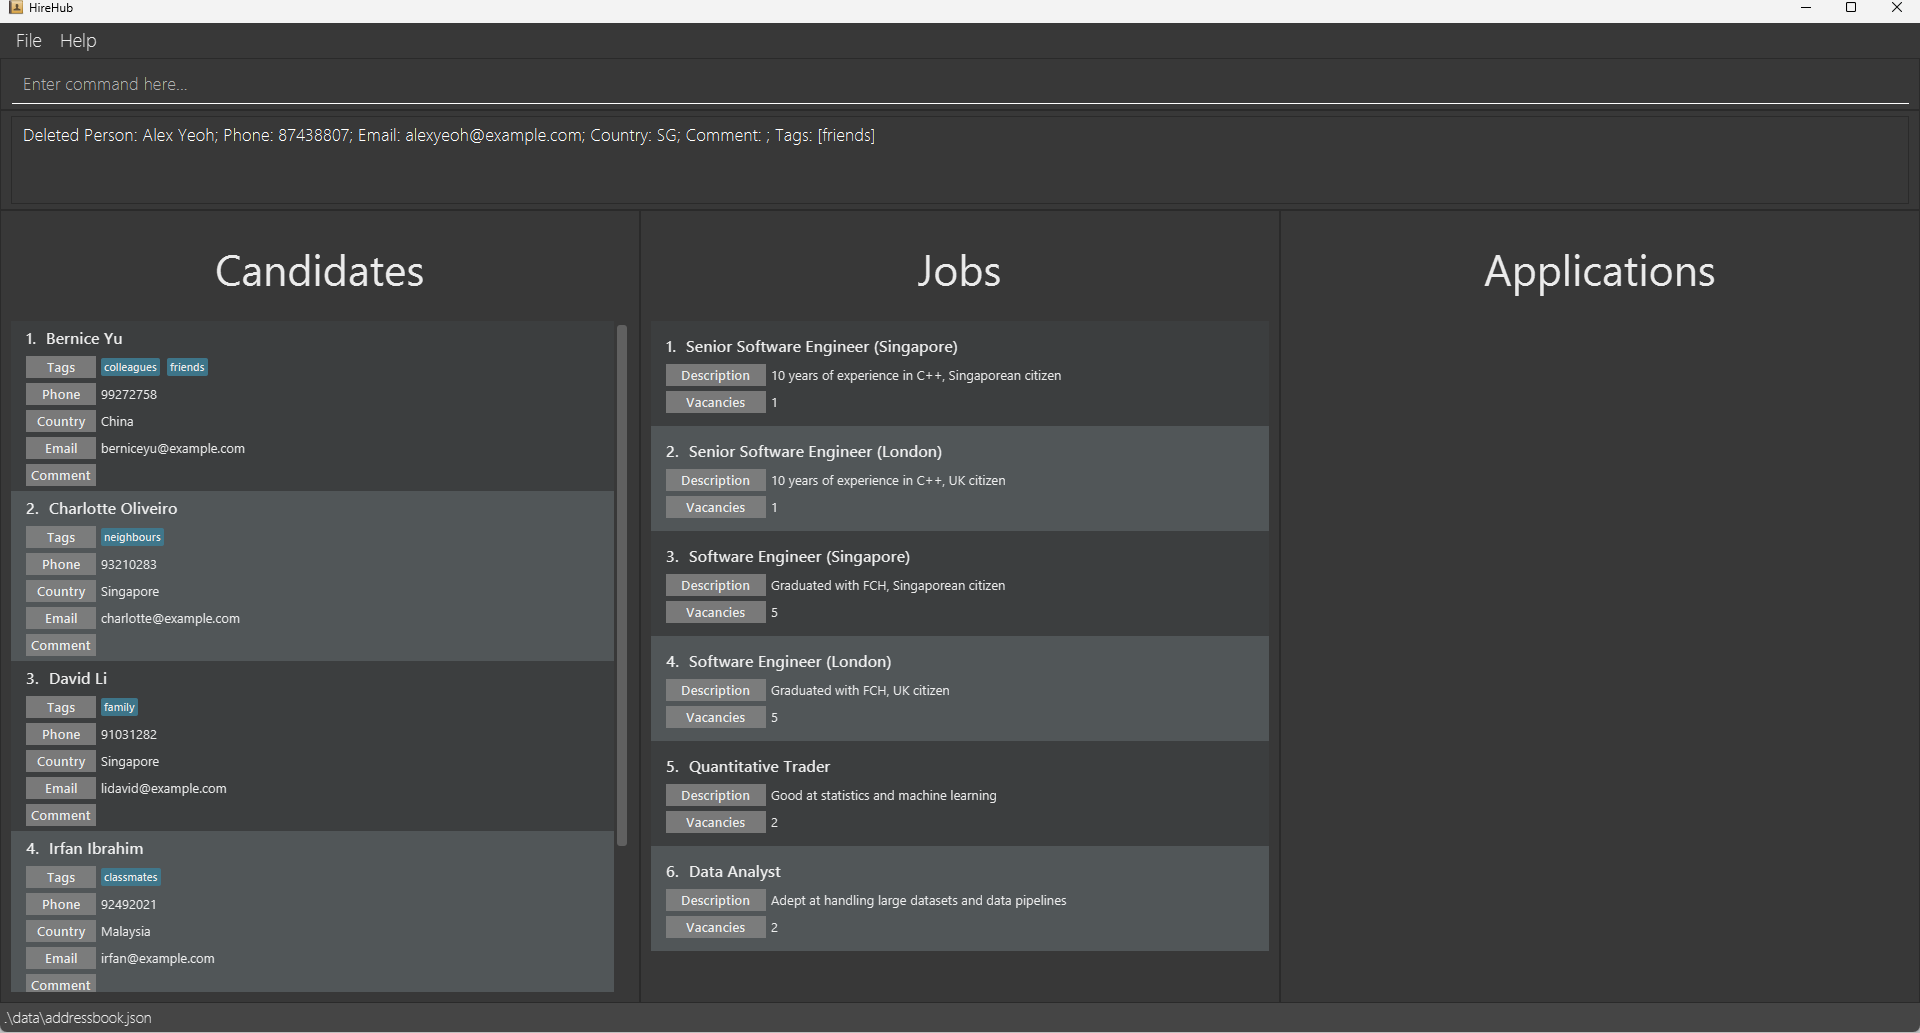 HireHub
File Help
Enter command here...
Deleted Person: Alex Yeoh; Phone: 87438807; Email: alexyeoh@example.com; Country: SG; Comment: ; Tags: [friends]
Candidates
1. Bernice Yu
Tags colleagues friends
Phone 99272758
Country China
Email berniceyu@example.com
Comment
2. Charlotte Oliveiro
Tags neighbours
Phone 93210283
Country Singapore
Email charlotte@example.com
Comment
3. David Li
Tags family
Phone 91031282
Country Singapore
Email lidavid@example.com
Comment
4. Irfan Ibrahim
Tags classmates
Phone 92492021
Country Malaysia
Email irfan@example.com
Comment
Jobs
1. Senior Software Engineer (Singapore)
Description 10 years of experience in C++, Singaporean citizen
Vacancies 1
2. Senior Software Engineer (London)
Description 10 years of experience in C++, UK citizen
Vacancies 1
3. Software Engineer (Singapore)
Description Graduated with FCH, Singaporean citizen
Vacancies 5
4. Software Engineer (London)
Description Graduated with FCH, UK citizen
Vacancies 5
5. Quantitative Trader
Description Good at statistics and machine learning
Vacancies 2
6. Data Analyst
Description Adept at handling large datasets and data pipelines
Vacancies 2
Applications
.\data\addressbook.json